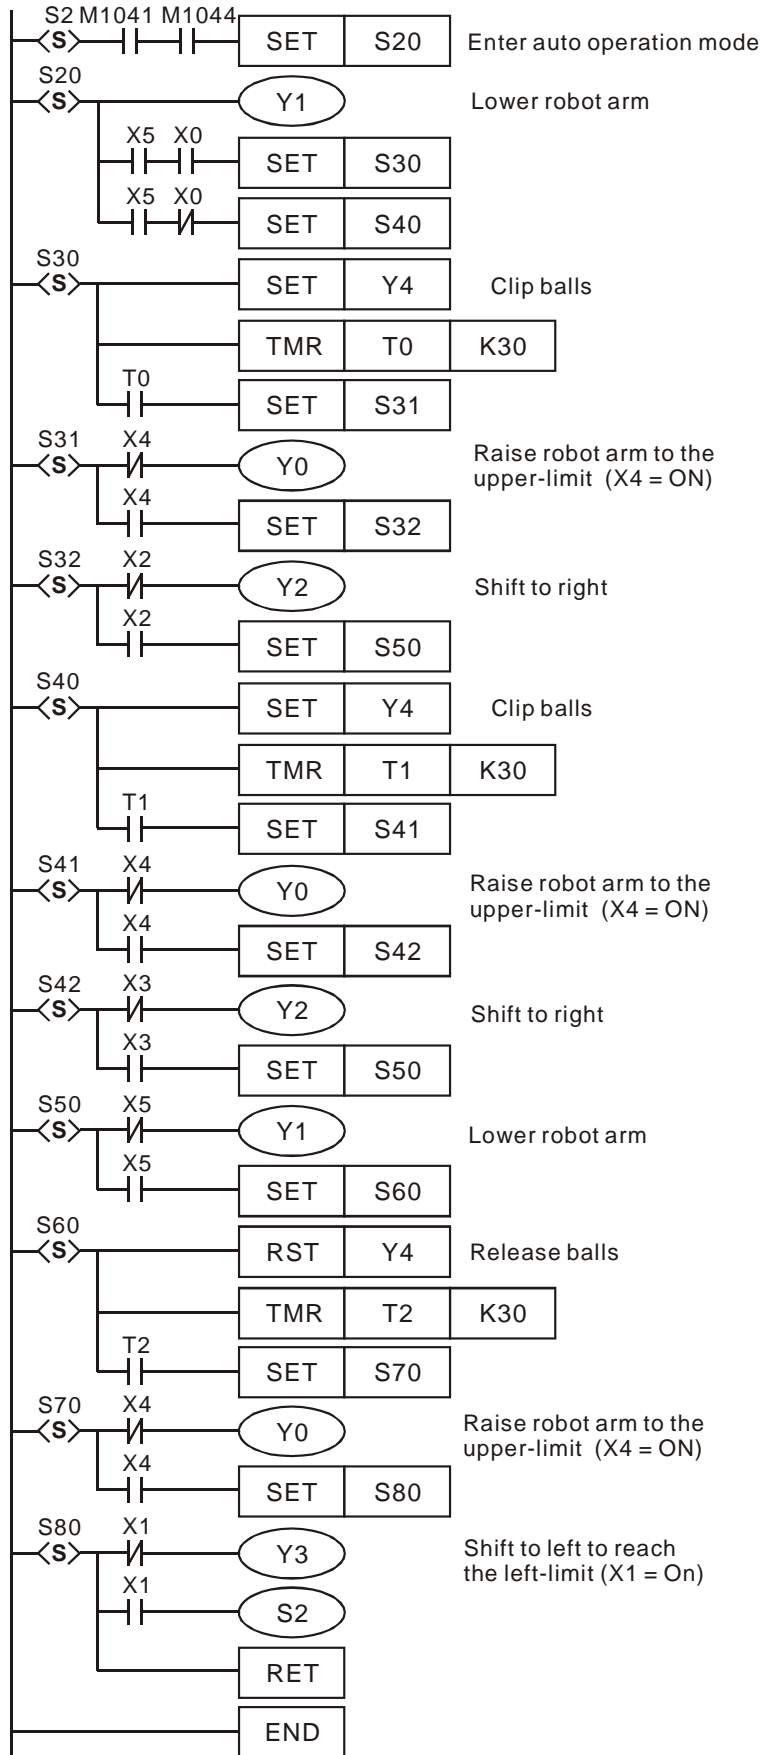 S2 M1041 M1044
S SET S20 Enter auto operation mode
S20
S Y1 Lower robot arm
X5 X0
SET S30
X5 X0
SET S40
S30
S SET Y4 Clip balls
TMR T0 K30
T0
SET S31
S31 X4
S Y0 Raise robot arm to the
upper-limit (X4 = ON)
X4
SET S32
S32 X2
S Y2 Shift to right
X2
SET S50
S40
S SET Y4 Clip balls
TMR T1 K30
T1
SET S41
S41 X4
S Y0 Raise robot arm to the
upper-limit (X4 = ON)
X4
SET S42
S42 X3
S Y2 Shift to right
X3
SET S50
S50 X5
S Y1 Lower robot arm
X5
SET S60
S60
S RST Y4 Release balls
TMR T2 K30
T2
SET S70
S70 X4
S Y0 Raise robot arm to the
upper-limit (X4 = ON)
X4
SET S80
S80 X1
S Y3 Shift to left to reach
the left-limit (X1 = On)
X1
S2
RET
END